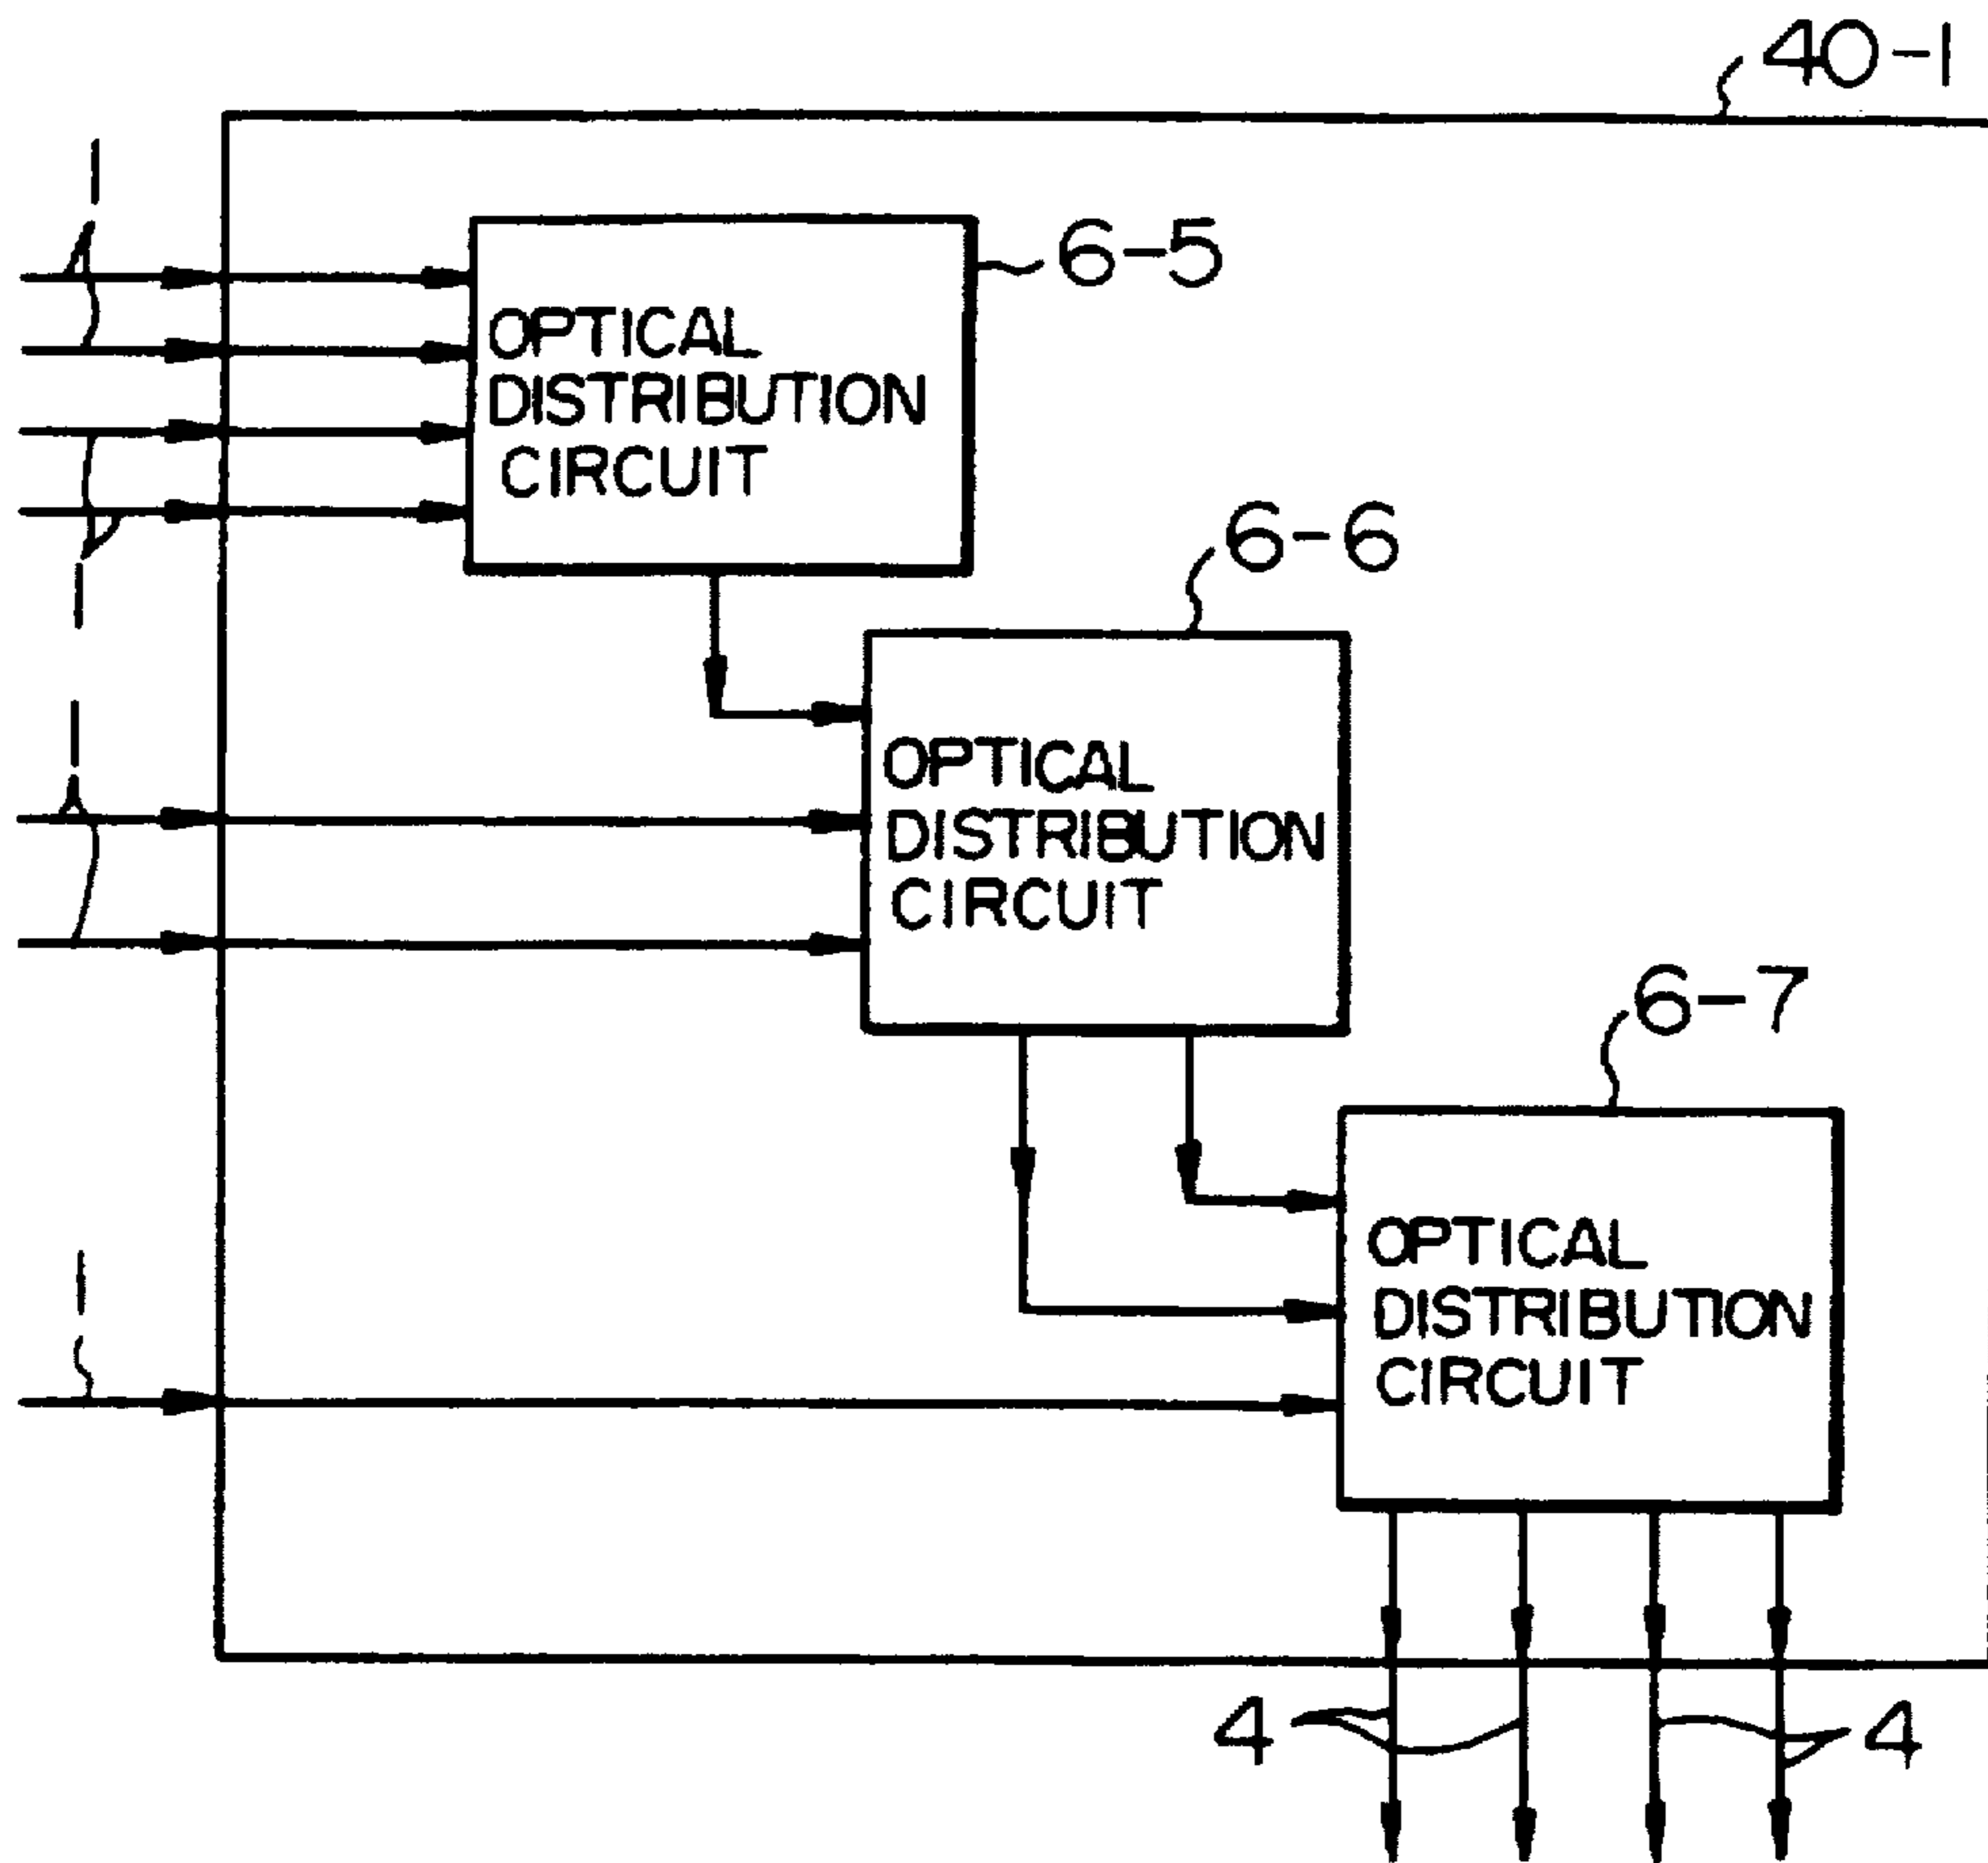 40-1
1
6-5
OPTICAL
DISTRIBUTION
CIRCUIT
1
6-6
1
OPTICAL
DISTRIBUTION
CIRCUIT
6-7
1
OPTICAL
DISTRIBUTION
CIRCUIT
4
4